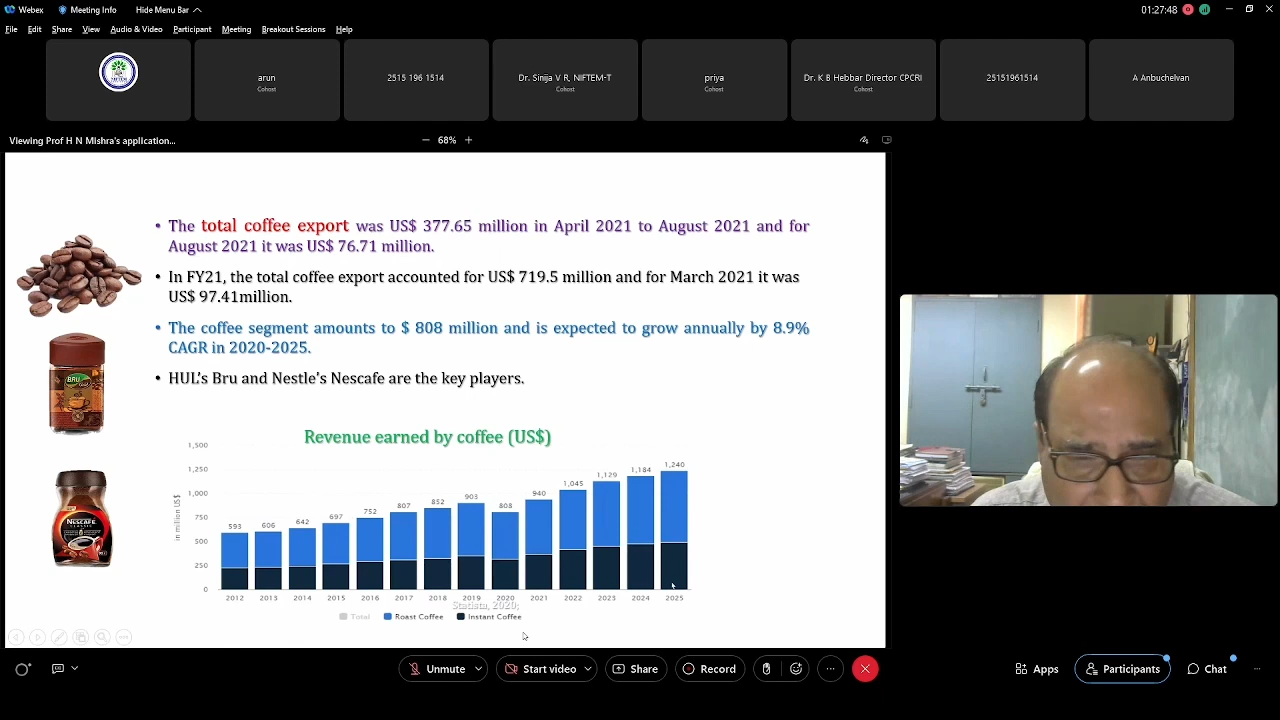 Webex
Meeting Info
Hide Menu Bar
01:27:48
File Edit Share View Audio & Video Participant Meeting Breakout Sessions Help
arun
Cohost
2515 196 1514
Dr. Sinija V R, NIFTEM-T
Cohost
priya
Cohost
Dr. K B Hebbar Director CPCRI
Cohost
25151961514
A Anbuchelvan
Viewing Prof H N Mishra's application...
− 68% +
• The total coffee export was US$ 377.65 million in April 2021 to August 2021 and for
August 2021 it was US$ 76.71 million.
• In FY21, the total coffee export accounted for US$ 719.5 million and for March 2021 it was
US$ 97.41million.
• The coffee segment amounts to $ 808 million and is expected to grow annually by 8.9%
CAGR in 2020-2025.
• HUL's Bru and Nestle's Nescafe are the key players.
BRU
NESCAFE
Revenue earned by coffee (US$)
in million US$
1,500
1,250
1,000
750
500
250
0
593 606 642 697 752 807 852 903 808 940 1,045 1,129 1,184 1,240
2012 2013 2014 2015 2016 2017 2018 2019 2020 2021 2022 2023 2024 2025
Statista, 2020;
Total Roast Coffee Instant Coffee
Unmute
Start video
Share
Record
Apps
Participants
Chat